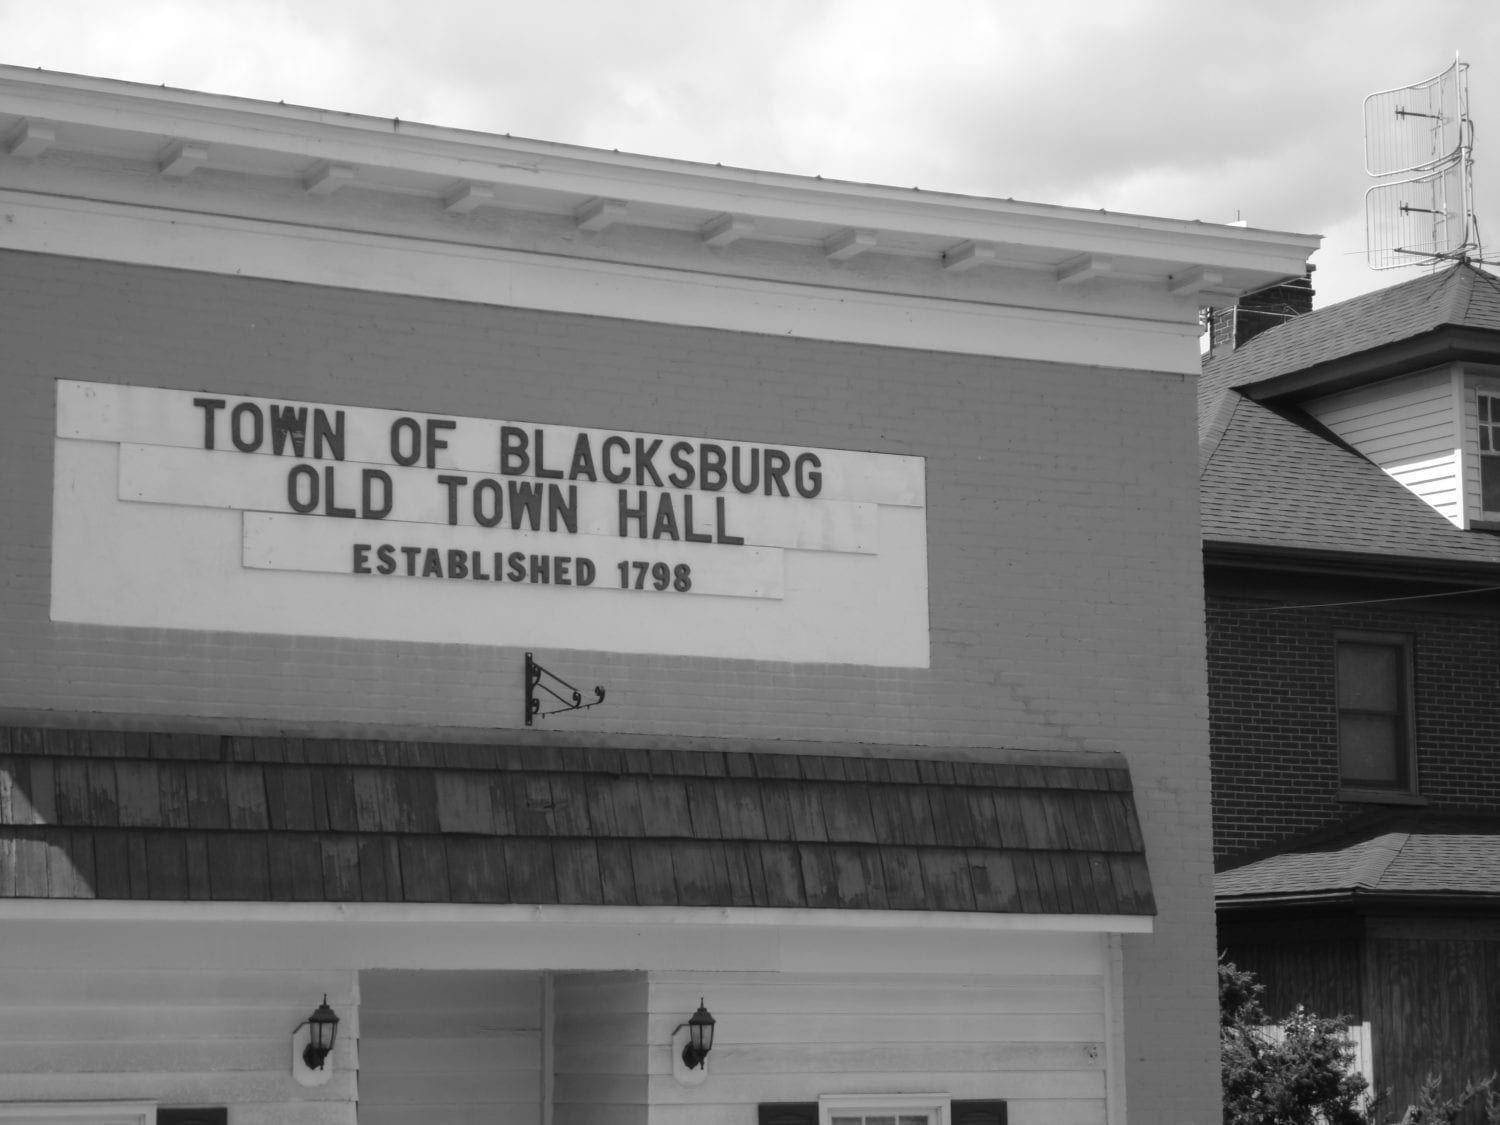 TOWN OF BLACKSBURG
OLD TOWN HALL
ESTABLISHED 1798